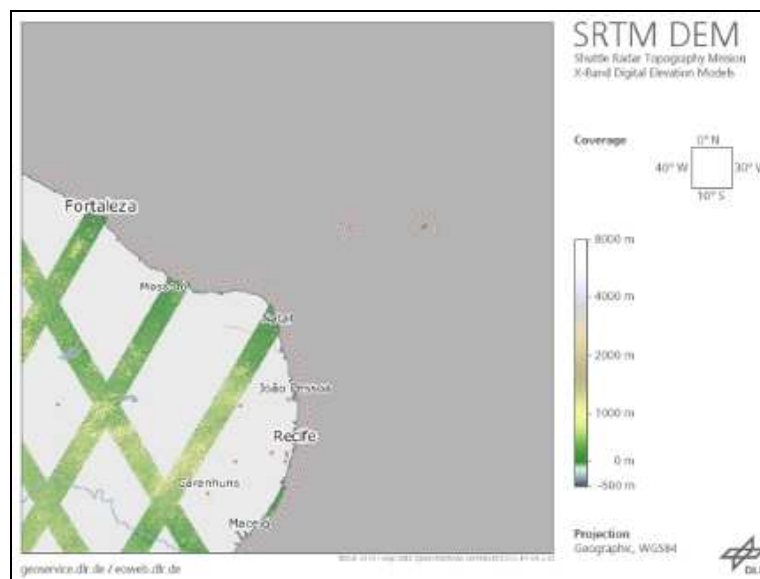 SRTM DEM
Shuttle Radar Topography Mission
X-Band Digital Elevation Models
Coverage
0° N
40° W
30° W
10° S
Fortaleza
Natal
João Pessoa
Recife
Garanhuns
Maceió
8000 m
4000 m
2000 m
1000 m
0 m
-500 m
Projection
Geographic, WGS84
geoservice.dlr.de / eoweb.dlr.de